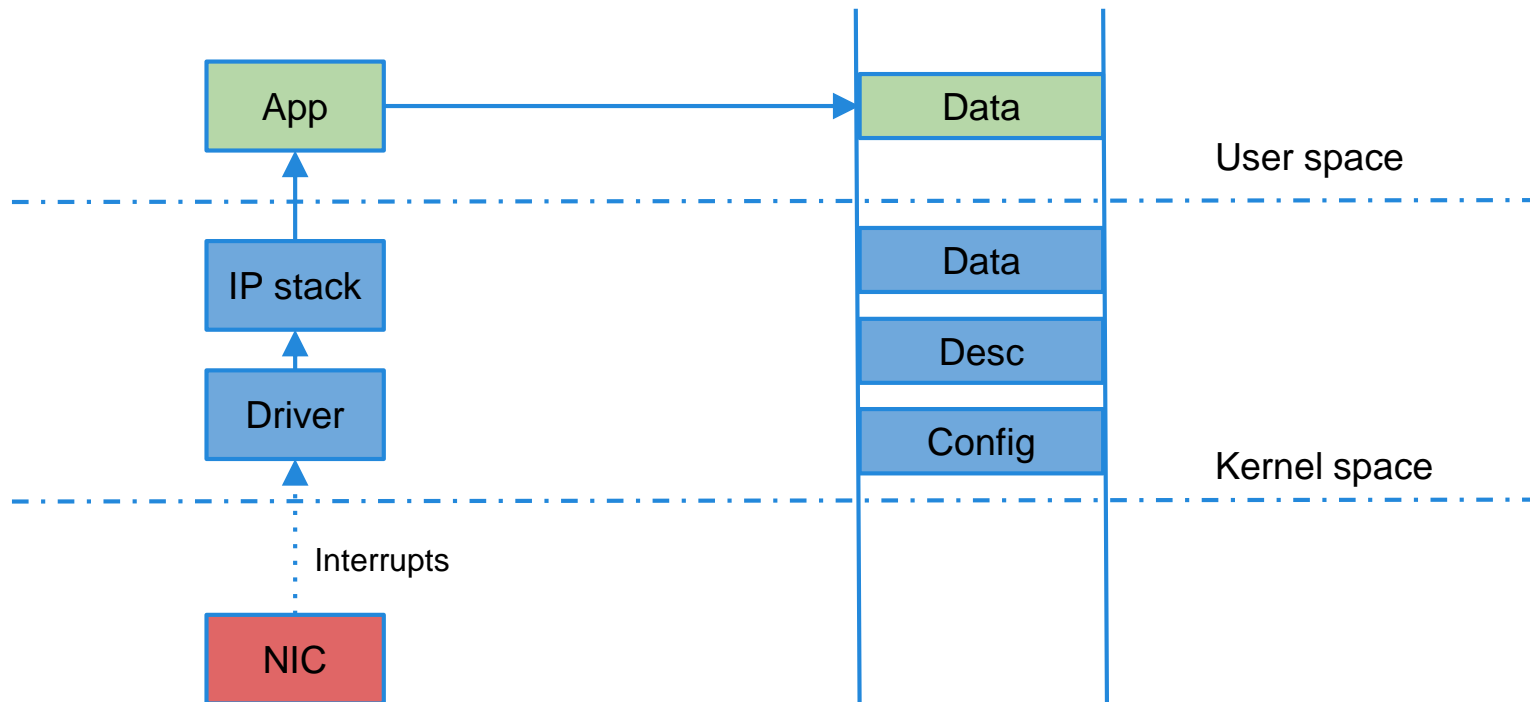 App
Data
User space
IP stack
Data
Desc
Driver
Config
Kernel space
Interrupts
NIC